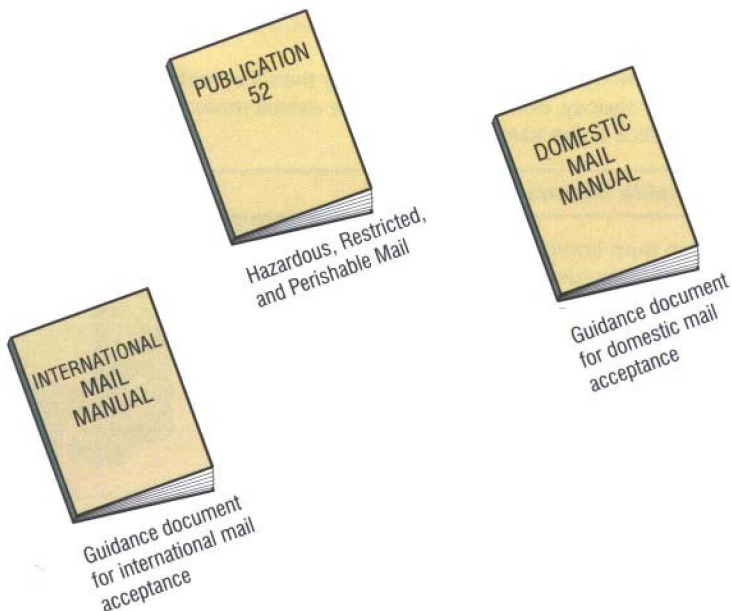 PUBLICATION
52
Hazardous, Restricted,
and Perishable Mail
DOMESTIC
MAIL
MANUAL
Guidance document
for domestic mail
acceptance
INTERNATIONAL
MAIL
MANUAL
Guidance document
for international mail
acceptance